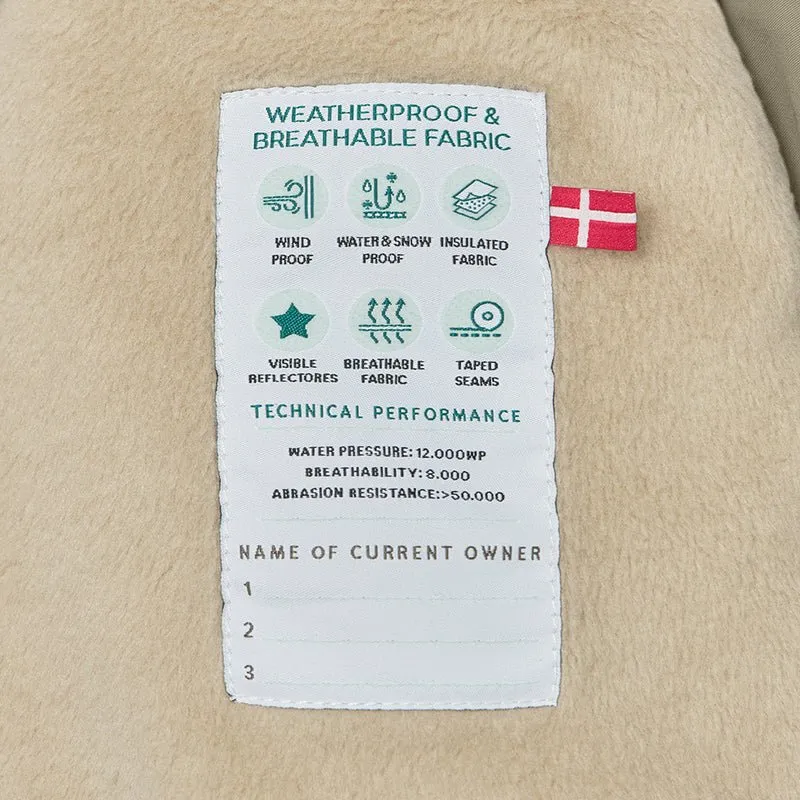 WEATHERPROOF &
BREATHABLE FABRIC
WIND
PROOF
WATER & SNOW
PROOF
INSULATED
FABRIC
VISIBLE
REFLECTORES
BREATHABLE
FABRIC
TAPED
SEAMS
TECHNICAL PERFORMANCE
WATER PRESSURE: 12.000WP
BREATHABILITY: 8.000
ABRASION RESISTANCE:>50.000
NAME OF CURRENT OWNER
1
2
3